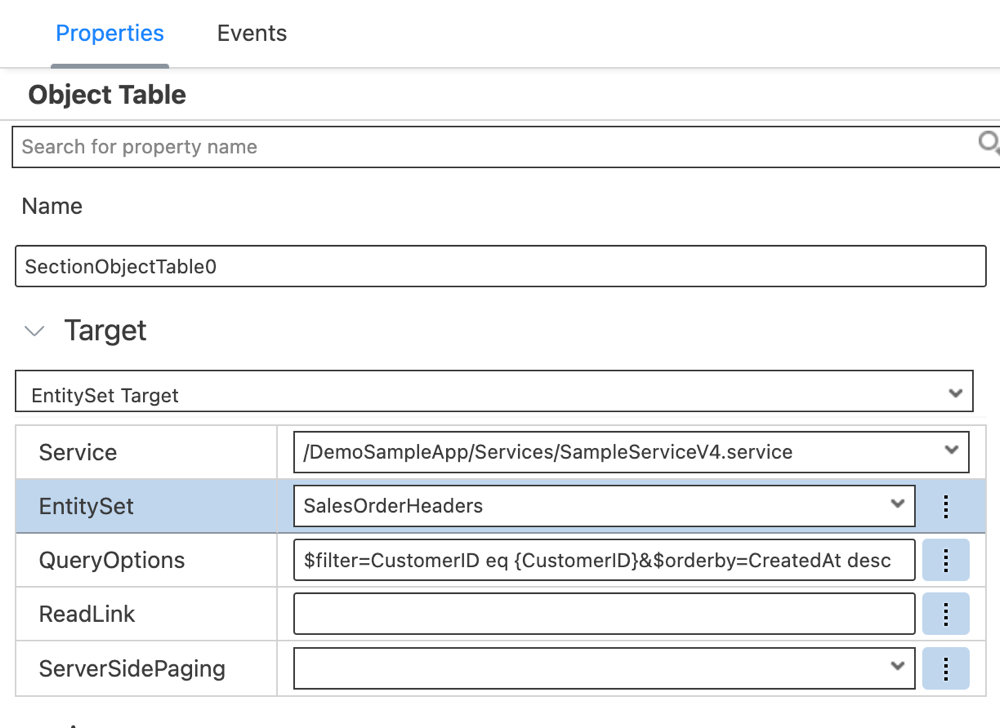 Properties Events
Object Table
Search for property name
Name
SectionObjectTable0
Target
EntitySet Target
Service /DemoSampleApp/Services/SampleServiceV4.service
EntitySet SalesOrderHeaders
QueryOptions $filter=CustomerID eq {CustomerID}&$orderby=CreatedAt desc
ReadLink
ServerSidePaging